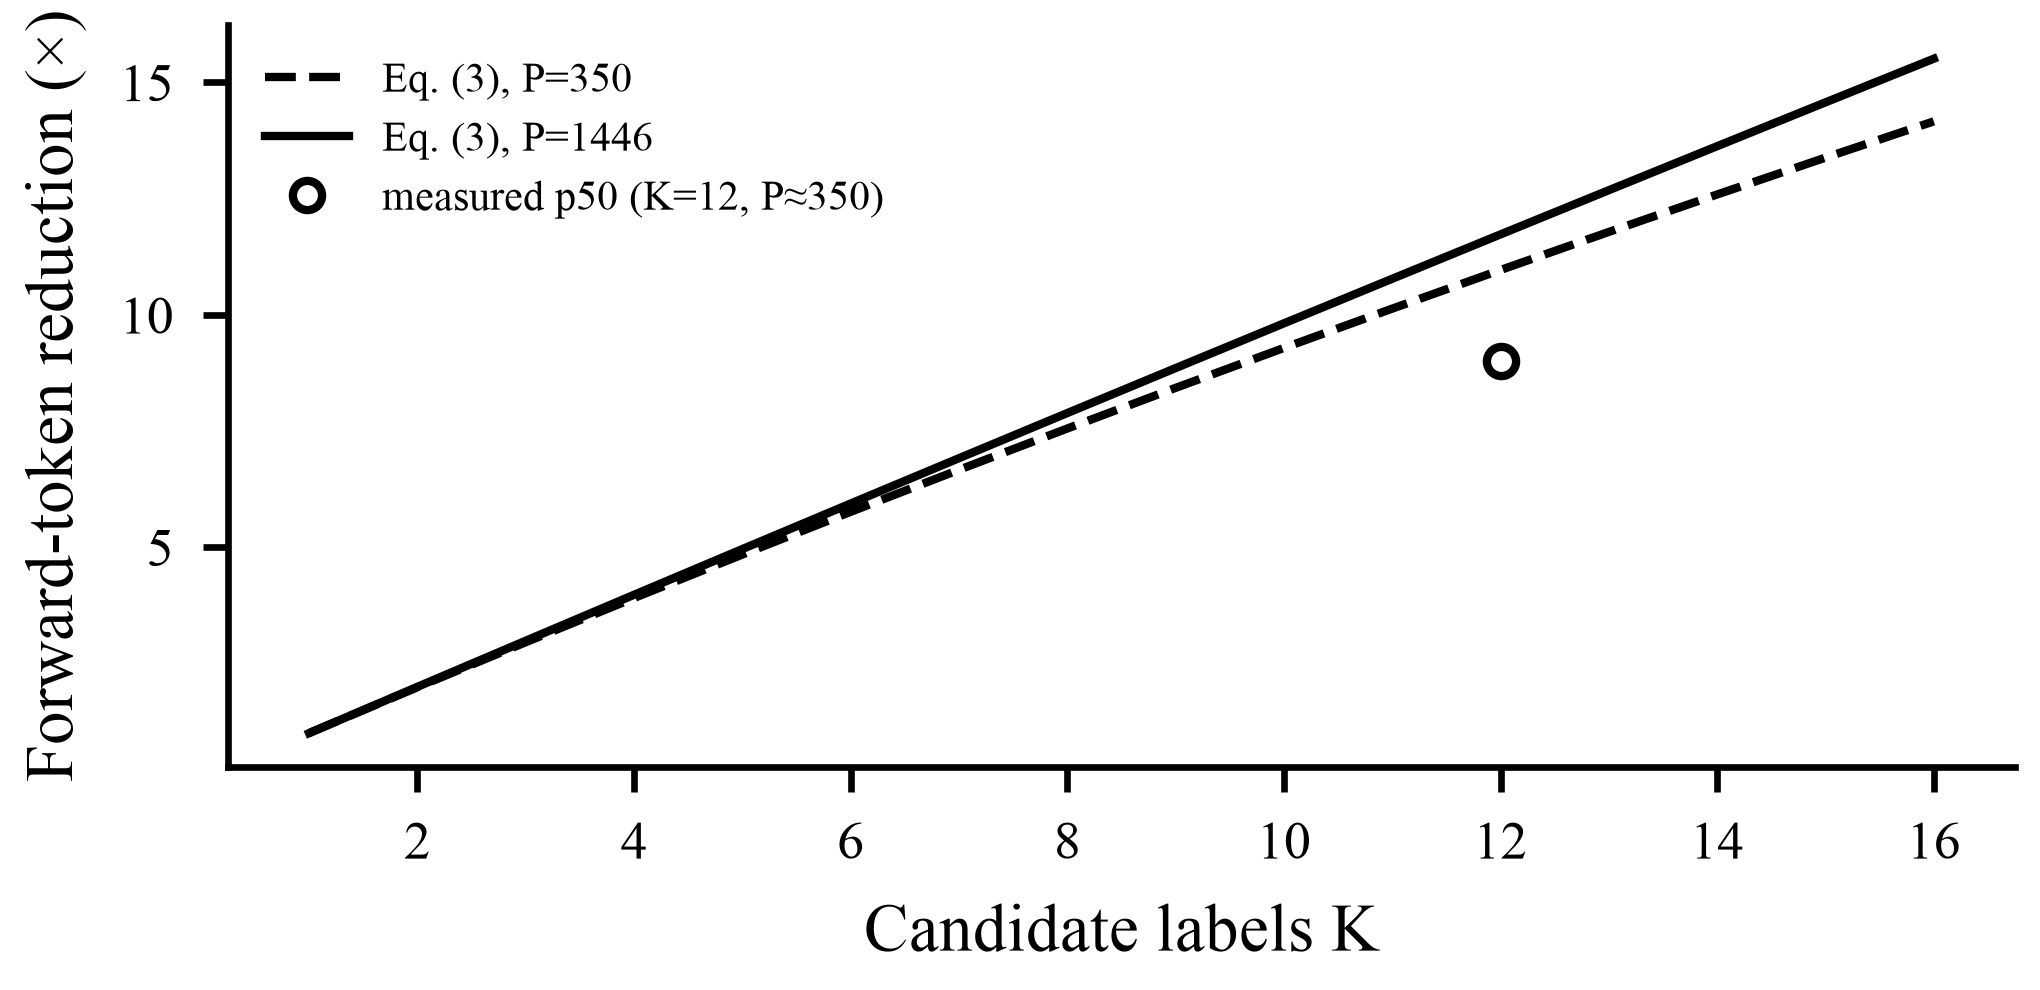 Forward-token reduction (×)
15
10
5
Eq. (3), P=350
Eq. (3), P=1446
measured p50 (K=12, P≈350)
2 4 6 8 10 12 14 16
Candidate labels K